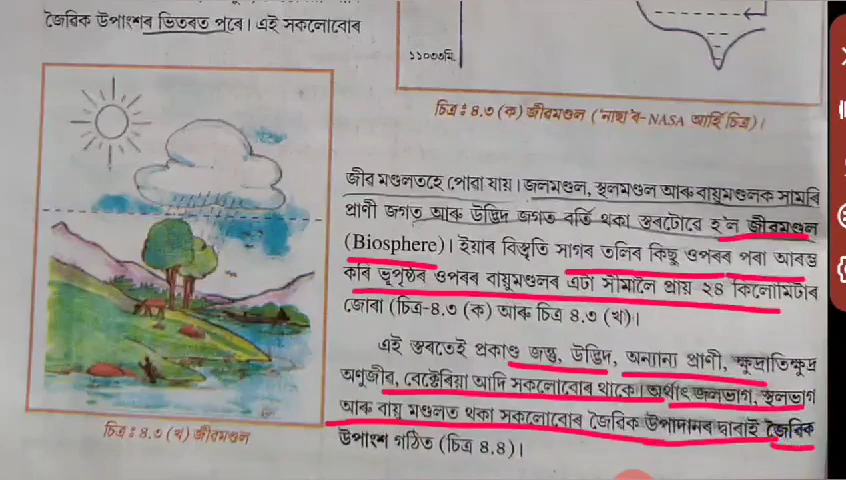 জৈৱিক উপাংশৰ ভিতৰত পৰে। এই সকলোবোৰ
১১০৩৩মি.
চিত্ৰ ঃ ৪.৩ (ক) জীৱমণ্ডল ('নাছা'ৰ-NASA আৰ্হি চিত্ৰ)।
জীৱ মণ্ডলতহে পোৱা যায়। জলমণ্ডল, স্থলমণ্ডল আৰু বায়ুমণ্ডলক সামৰি
প্ৰাণী জগত আৰু উদ্ভিদ জগত বৰ্তি থকা স্তৰটোৱে হ'ল জীৱমণ্ডল
(Biosphere)। ইয়াৰ বিস্তৃতি সাগৰ তলিৰ কিছু ওপৰৰ পৰা আৰম্ভ
কৰি ভূপৃষ্ঠৰ ওপৰৰ বায়ুমণ্ডলৰ এটা সীমালৈ প্ৰায় ২৪ কিলোমিটাৰ
জোৰা (চিত্ৰ-৪.৩ (ক) আৰু চিত্ৰ ৪.৩ (খ)।
এই স্তৰতেই প্ৰকাণ্ড জন্তু, উদ্ভিদ, অন্যান্য প্ৰাণী, ক্ষুদ্ৰাতিক্ষুদ্ৰ
অণুজীৱ, বেক্টেৰিয়া আদি সকলোবোৰ থাকে। অৰ্থাৎ জলভাগ, স্থলভাগ
আৰু বায়ু মণ্ডলত থকা সকলোবোৰ জৈৱিক উপাদানৰ দ্বাৰাই জৈৱিক
উপাংশ গঠিত (চিত্ৰ ৪.৪)।
চিত্ৰ ঃ ৪.৩ (খ) জীৱমণ্ডল